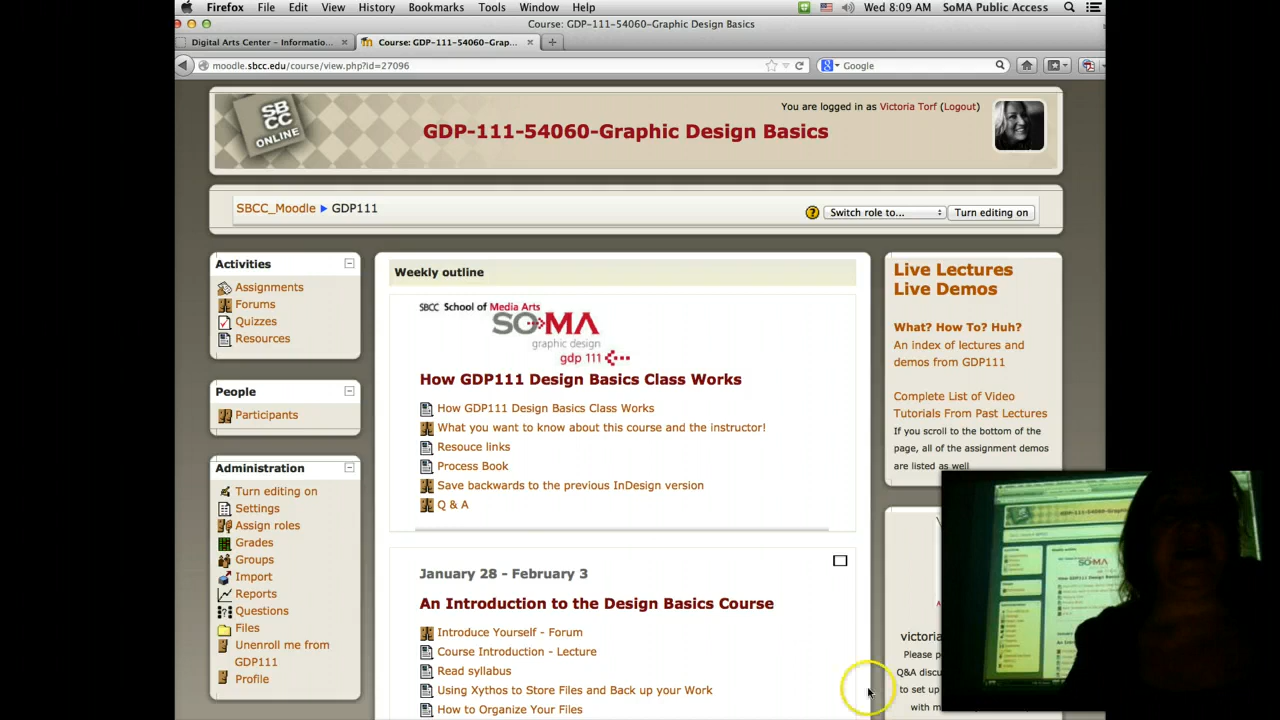 Firefox File Edit View History Bookmarks Tools Window Help Wed 8:09 AM SoMA Public Access
Course: GDP-111-54060-Graphic Design Basics
Digital Arts Center – Informatio... Course: GDP-111-54060-Grap...
moodle.sbcc.edu/course/view.php?id=27096 Google
SBCC
ONLINE
You are logged in as Victoria Torf (Logout)
GDP-111-54060-Graphic Design Basics
SBCC_Moodle ► GDP111
Switch role to... Turn editing on
Activities
Assignments
Forums
Quizzes
Resources
People
Participants
Administration
Turn editing on
Settings
Assign roles
Grades
Groups
Import
Reports
Questions
Files
Unenroll me from
GDP111
Profile
Weekly outline
SBCC School of Media Arts
SOMA
graphic design
gdp 111
How GDP111 Design Basics Class Works
How GDP111 Design Basics Class Works
What you want to know about this course and the instructor!
Resouce links
Process Book
Save backwards to the previous InDesign version
Q & A
January 28 - February 3
An Introduction to the Design Basics Course
Introduce Yourself - Forum
Course Introduction - Lecture
Read syllabus
Using Xythos to Store Files and Back up your Work
How to Organize Your Files
Live Lectures
Live Demos
What? How To? Huh?
An index of lectures and
demos from GDP111
Complete List of Video
Tutorials From Past Lectures
If you scroll to the bottom of the
page, all of the assignment demos
are listed as well
victoria
Please
Q&A
to set up
with